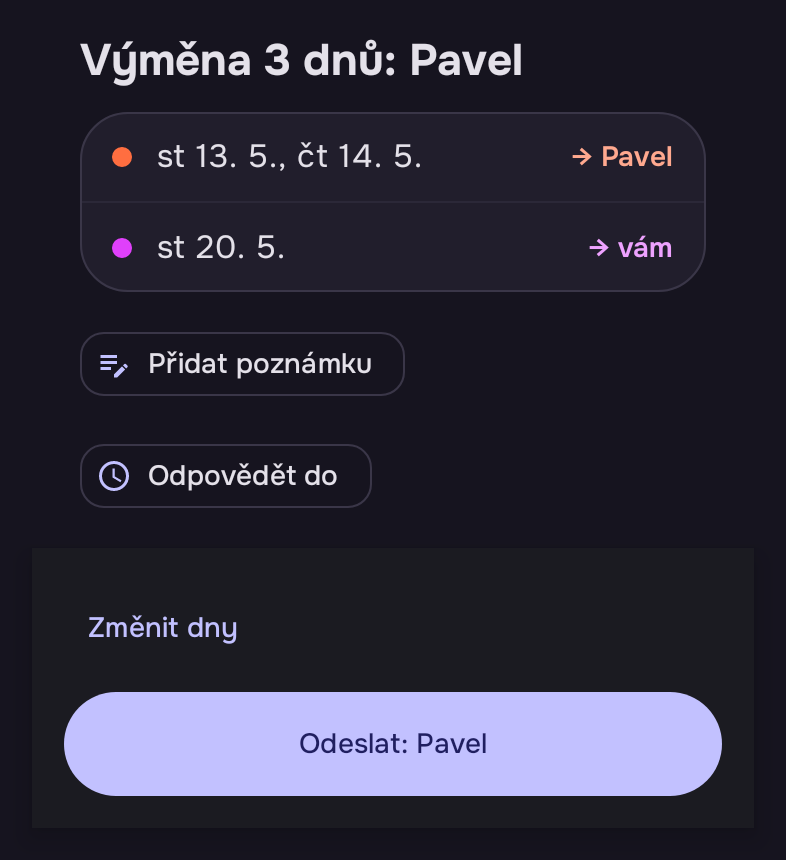 Výměna 3 dnů: Pavel
st 13. 5., čt 14. 5. → Pavel
st 20. 5. → vám
Přidat poznámku
Odpovědět do
Změnit dny
Odeslat: Pavel